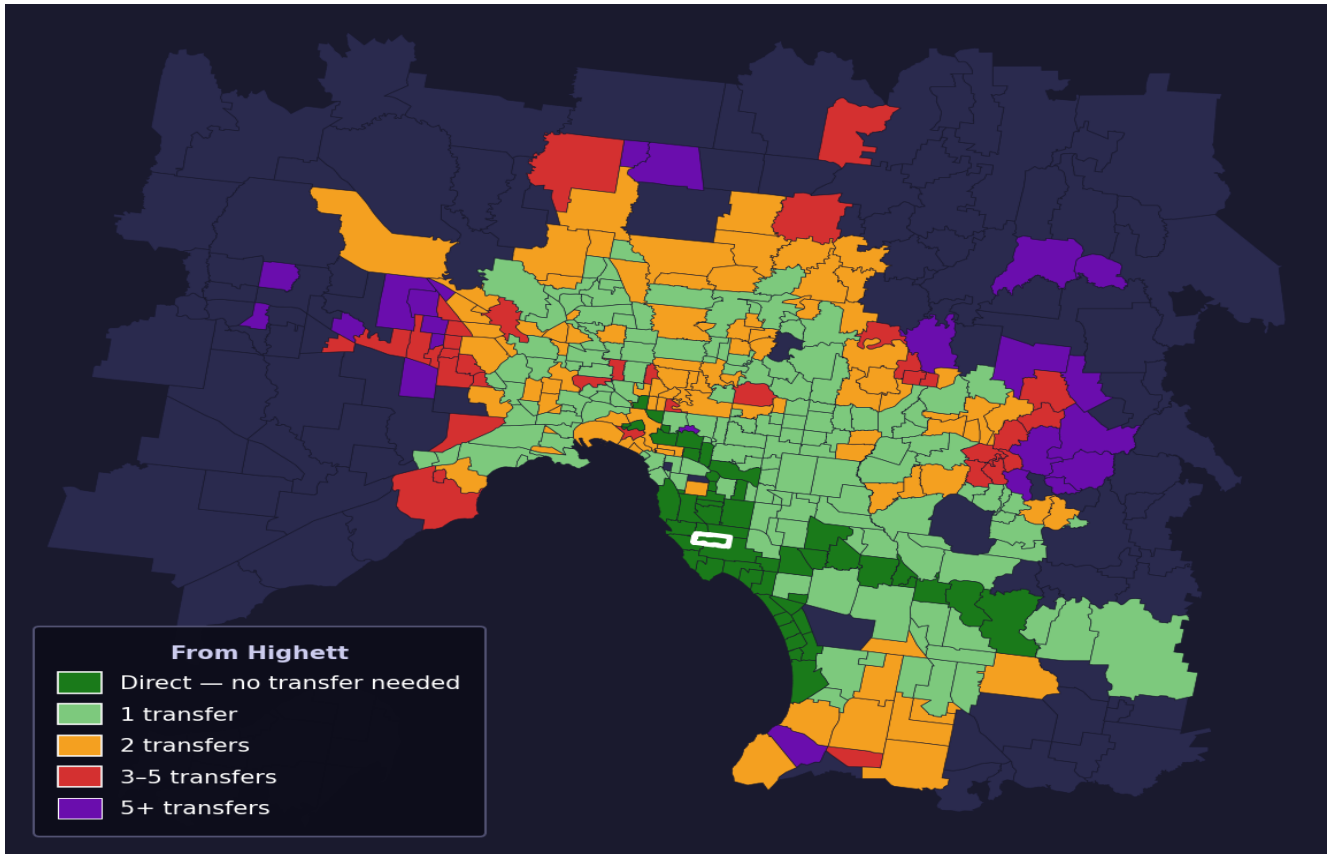 From Highett
Direct — no transfer needed
1 transfer
2 transfers
3–5 transfers
5+ transfers